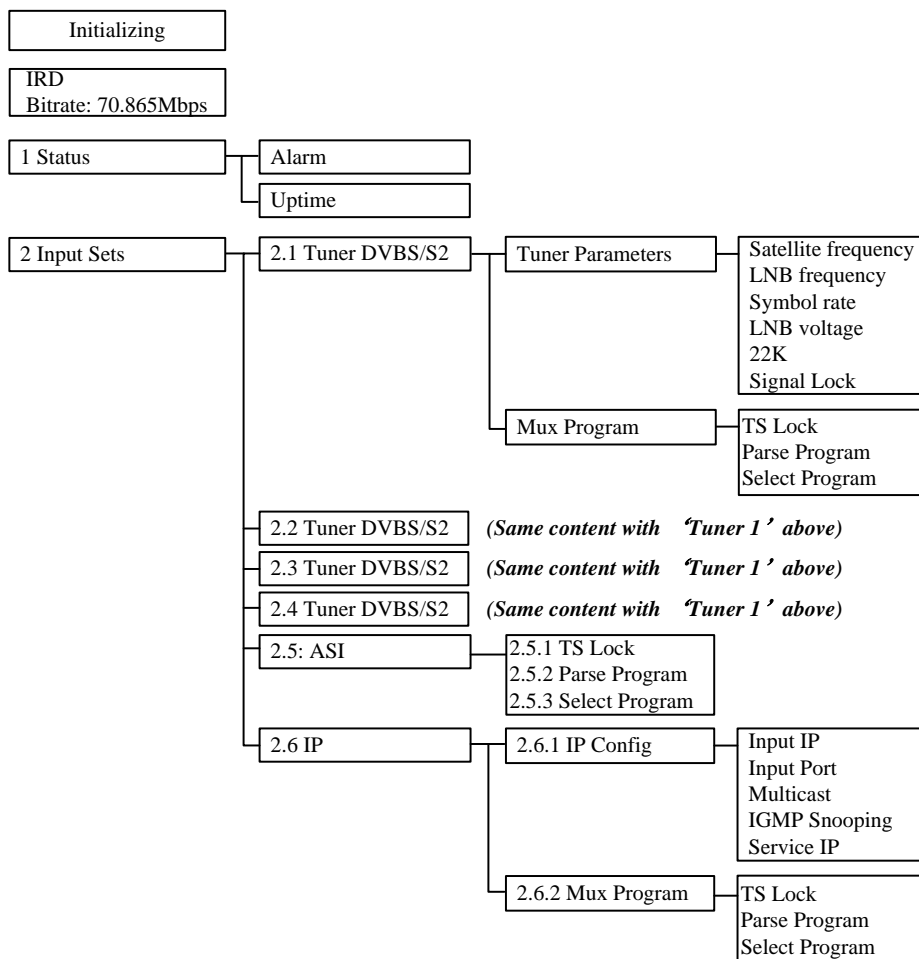 Initializing
IRD
Bitrate: 70.865Mbps
1 Status
Alarm
Uptime
2 Input Sets
2.1 Tuner DVBS/S2
Tuner Parameters
Satellite frequency
LNB frequency
Symbol rate
LNB voltage
22K
Signal Lock
Mux Program
TS Lock
Parse Program
Select Program
2.2 Tuner DVBS/S2 (Same content with ‘Tuner 1’ above)
2.3 Tuner DVBS/S2 (Same content with ‘Tuner 1’ above)
2.4 Tuner DVBS/S2 (Same content with ‘Tuner 1’ above)
2.5: ASI
2.5.1 TS Lock
2.5.2 Parse Program
2.5.3 Select Program
2.6 IP
2.6.1 IP Config
Input IP
Input Port
Multicast
IGMP Snooping
Service IP
2.6.2 Mux Program
TS Lock
Parse Program
Select Program